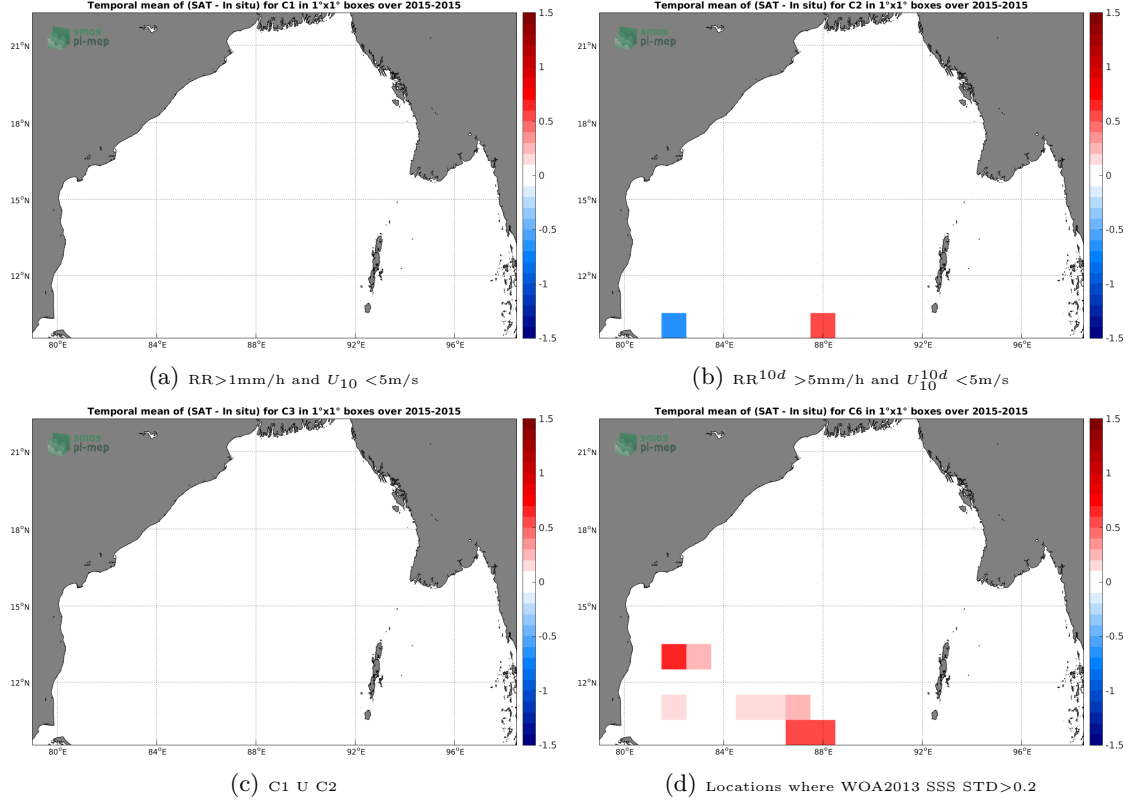 Temporal mean of (SAT - In situ) for C1 in 1°x1° boxes over 2015-2015
smos
pi-mep
21°N
18°N
15°N
12°N
80°E 84°E 88°E 92°E 96°E
1.5
1
0.5
0
-0.5
-1
-1.5
(a) RR>1mm/h and U10 <5m/s
Temporal mean of (SAT - In situ) for C2 in 1°x1° boxes over 2015-2015
smos
pi-mep
21°N
18°N
15°N
12°N
80°E 84°E 88°E 92°E 96°E
1.5
1
0.5
0
-0.5
-1
-1.5
(b) RR^10d >5mm/h and U_10^10d <5m/s
Temporal mean of (SAT - In situ) for C3 in 1°x1° boxes over 2015-2015
smos
pi-mep
21°N
18°N
15°N
12°N
80°E 84°E 88°E 92°E 96°E
1.5
1
0.5
0
-0.5
-1
-1.5
(c) C1 U C2
Temporal mean of (SAT - In situ) for C6 in 1°x1° boxes over 2015-2015
smos
pi-mep
21°N
18°N
15°N
12°N
80°E 84°E 88°E 92°E 96°E
1.5
1
0.5
0
-0.5
-1
-1.5
(d) Locations where WOA2013 SSS STD>0.2